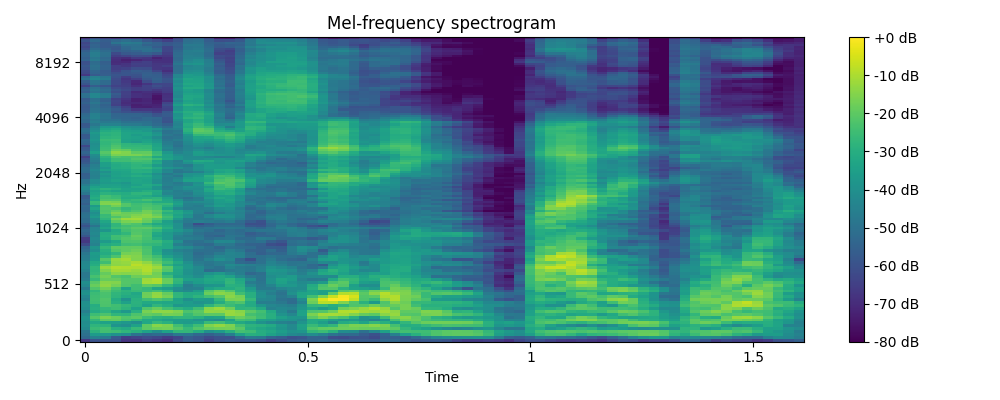 Mel-frequency spectrogram
8192
4096
2048
1024
512
0
Hz
0
0.5
1
1.5
Time
+0 dB
-10 dB
-20 dB
-30 dB
-40 dB
-50 dB
-60 dB
-70 dB
-80 dB